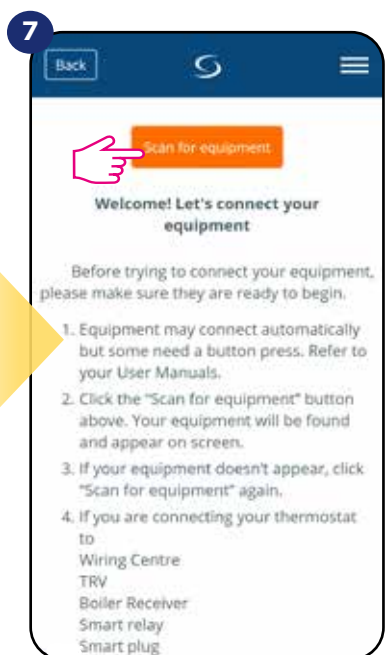 7
Back
Scan for equipment
Welcome! Let's connect your
equipment
Before trying to connect your equipment,
please make sure they are ready to begin.
1. Equipment may connect automatically
but some need a button press. Refer to
your User Manuals.
2. Click the "Scan for equipment" button
above. Your equipment will be found
and appear on screen.
3. If your equipment doesn't appear, click
"Scan for equipment" again.
4. If you are connecting your thermostat
to
Wiring Centre
TRV
Boiler Receiver
Smart relay
Smart plug